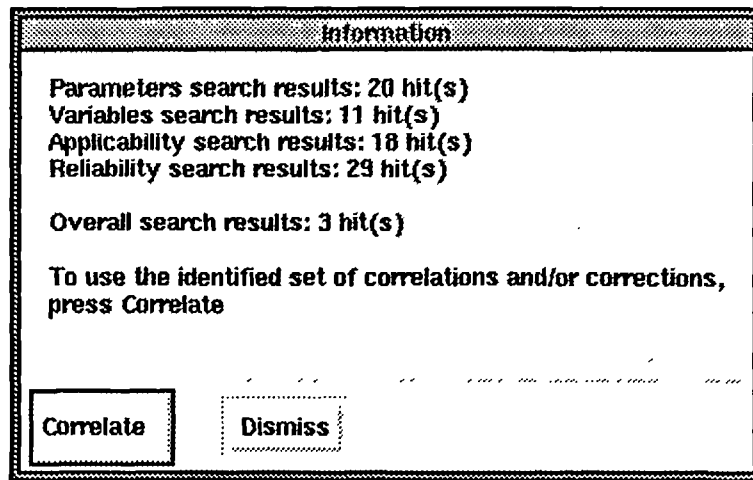 Information
Parameters search results: 20 hit(s)
Variables search results: 11 hit(s)
Applicability search results: 18 hit(s)
Reliability search results: 29 hit(s)
Overall search results: 3 hit(s)
To use the identified set of correlations and/or corrections,
press Correlate
Correlate Dismiss